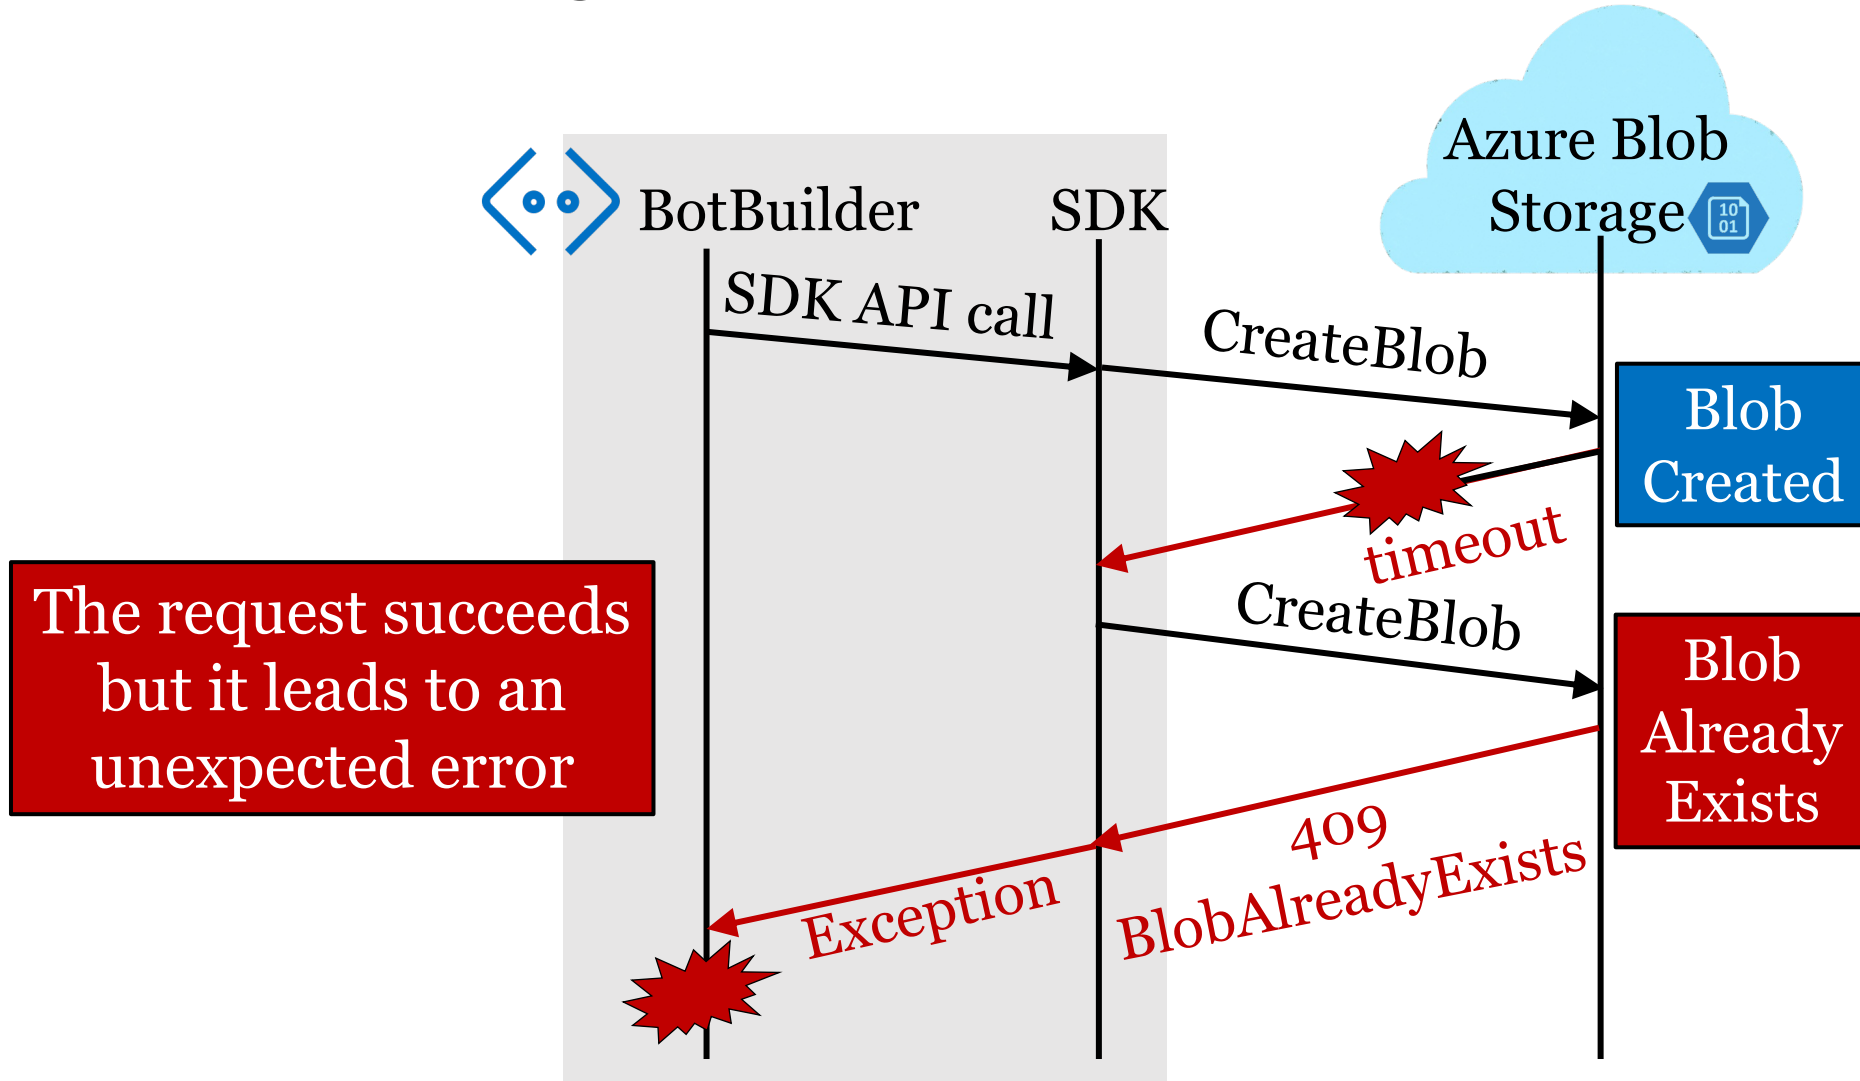 Azure Blob
Storage
10
01
BotBuilder
SDK
SDK API call
CreateBlob
Blob
Created
timeout
CreateBlob
The request succeeds
but it leads to an
unexpected error
Blob
Already
Exists
409
BlobAlreadyExists
Exception